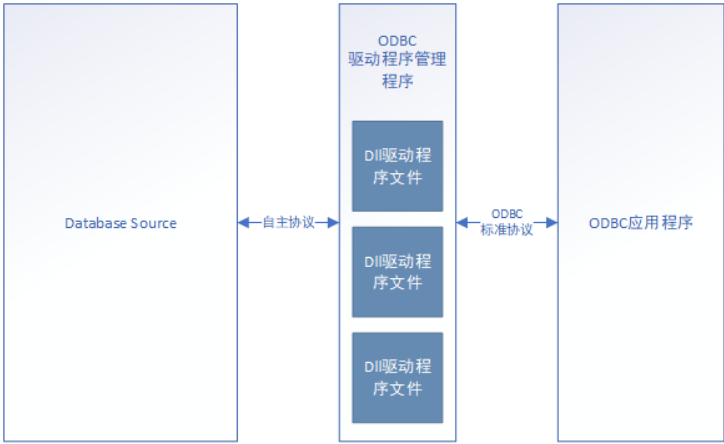 Database Source
自主协议
ODBC
驱动程序管理
程序
Dll驱动程
序文件
Dll驱动程
序文件
Dll驱动程
序文件
ODBC
标准协议
ODBC应用程序